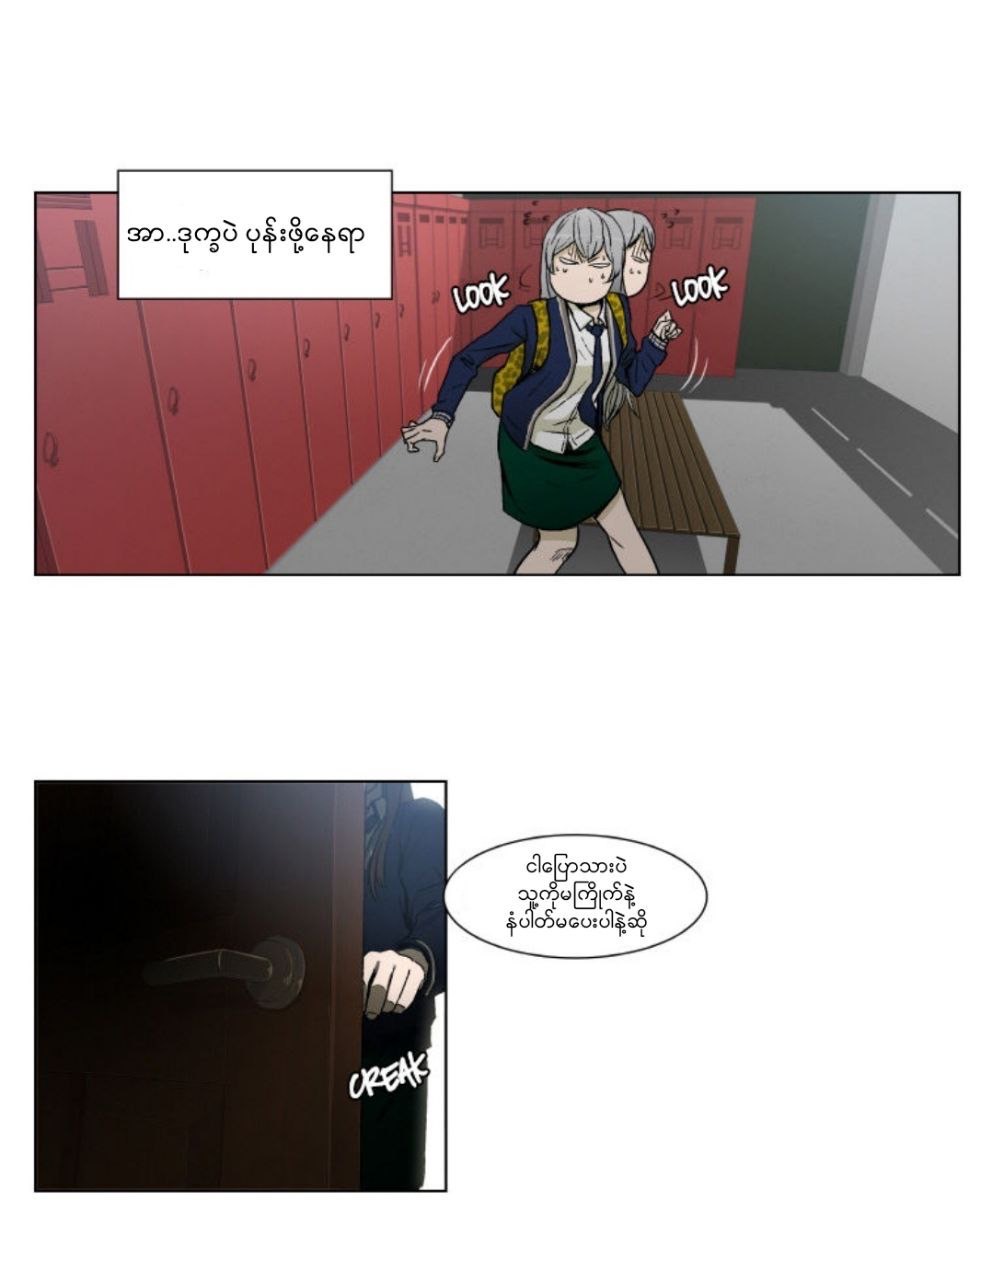 အာ..ဒုက္ခပဲ ပုန်းဖို့နေရာ
LOOK
LOOK
ငါပြောသားပဲ
သူ့ကိုမကြိုက်နဲ့
နံပါတ်မပေးပါနဲ့ဆို
CREAK